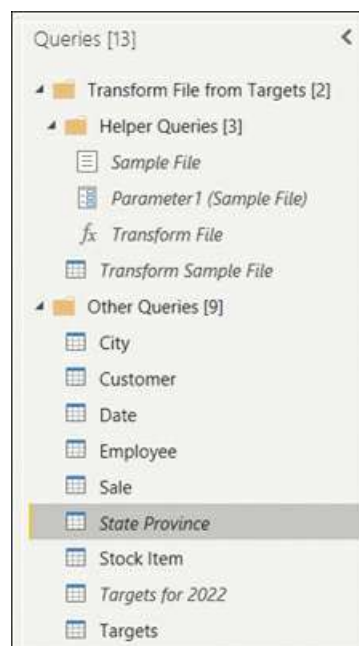 Queries [13]
Transform File from Targets [2]
Helper Queries [3]
Sample File
Parameter1 (Sample File)
fx Transform File
Transform Sample File
Other Queries [9]
City
Customer
Date
Employee
Sale
State Province
Stock Item
Targets for 2022
Targets